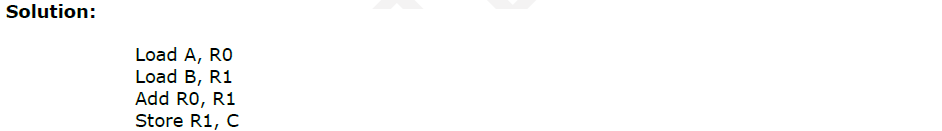 Solution:
Load A, R0
Load B, R1
Add R0, R1
Store R1, C